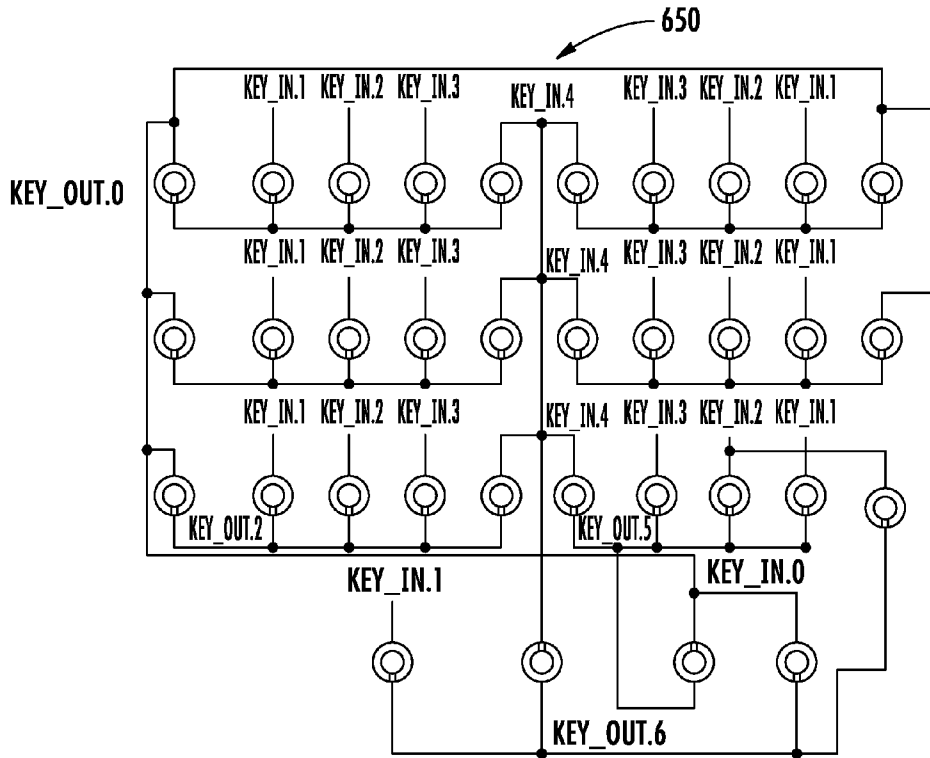 650
KEY_IN.1 KEY_IN.2 KEY_IN.3 KEY_IN.4 KEY_IN.3 KEY_IN.2 KEY_IN.1
KEY_OUT.0
KEY_IN.1 KEY_IN.2 KEY_IN.3 KEY_IN.4 KEY_IN.3 KEY_IN.2 KEY_IN.1
KEY_IN.1 KEY_IN.2 KEY_IN.3 KEY_IN.4 KEY_IN.3 KEY_IN.2 KEY_IN.1
KEY_OUT.2 KEY_OUT.5
KEY_IN.1 KEY_IN.0
KEY_OUT.6